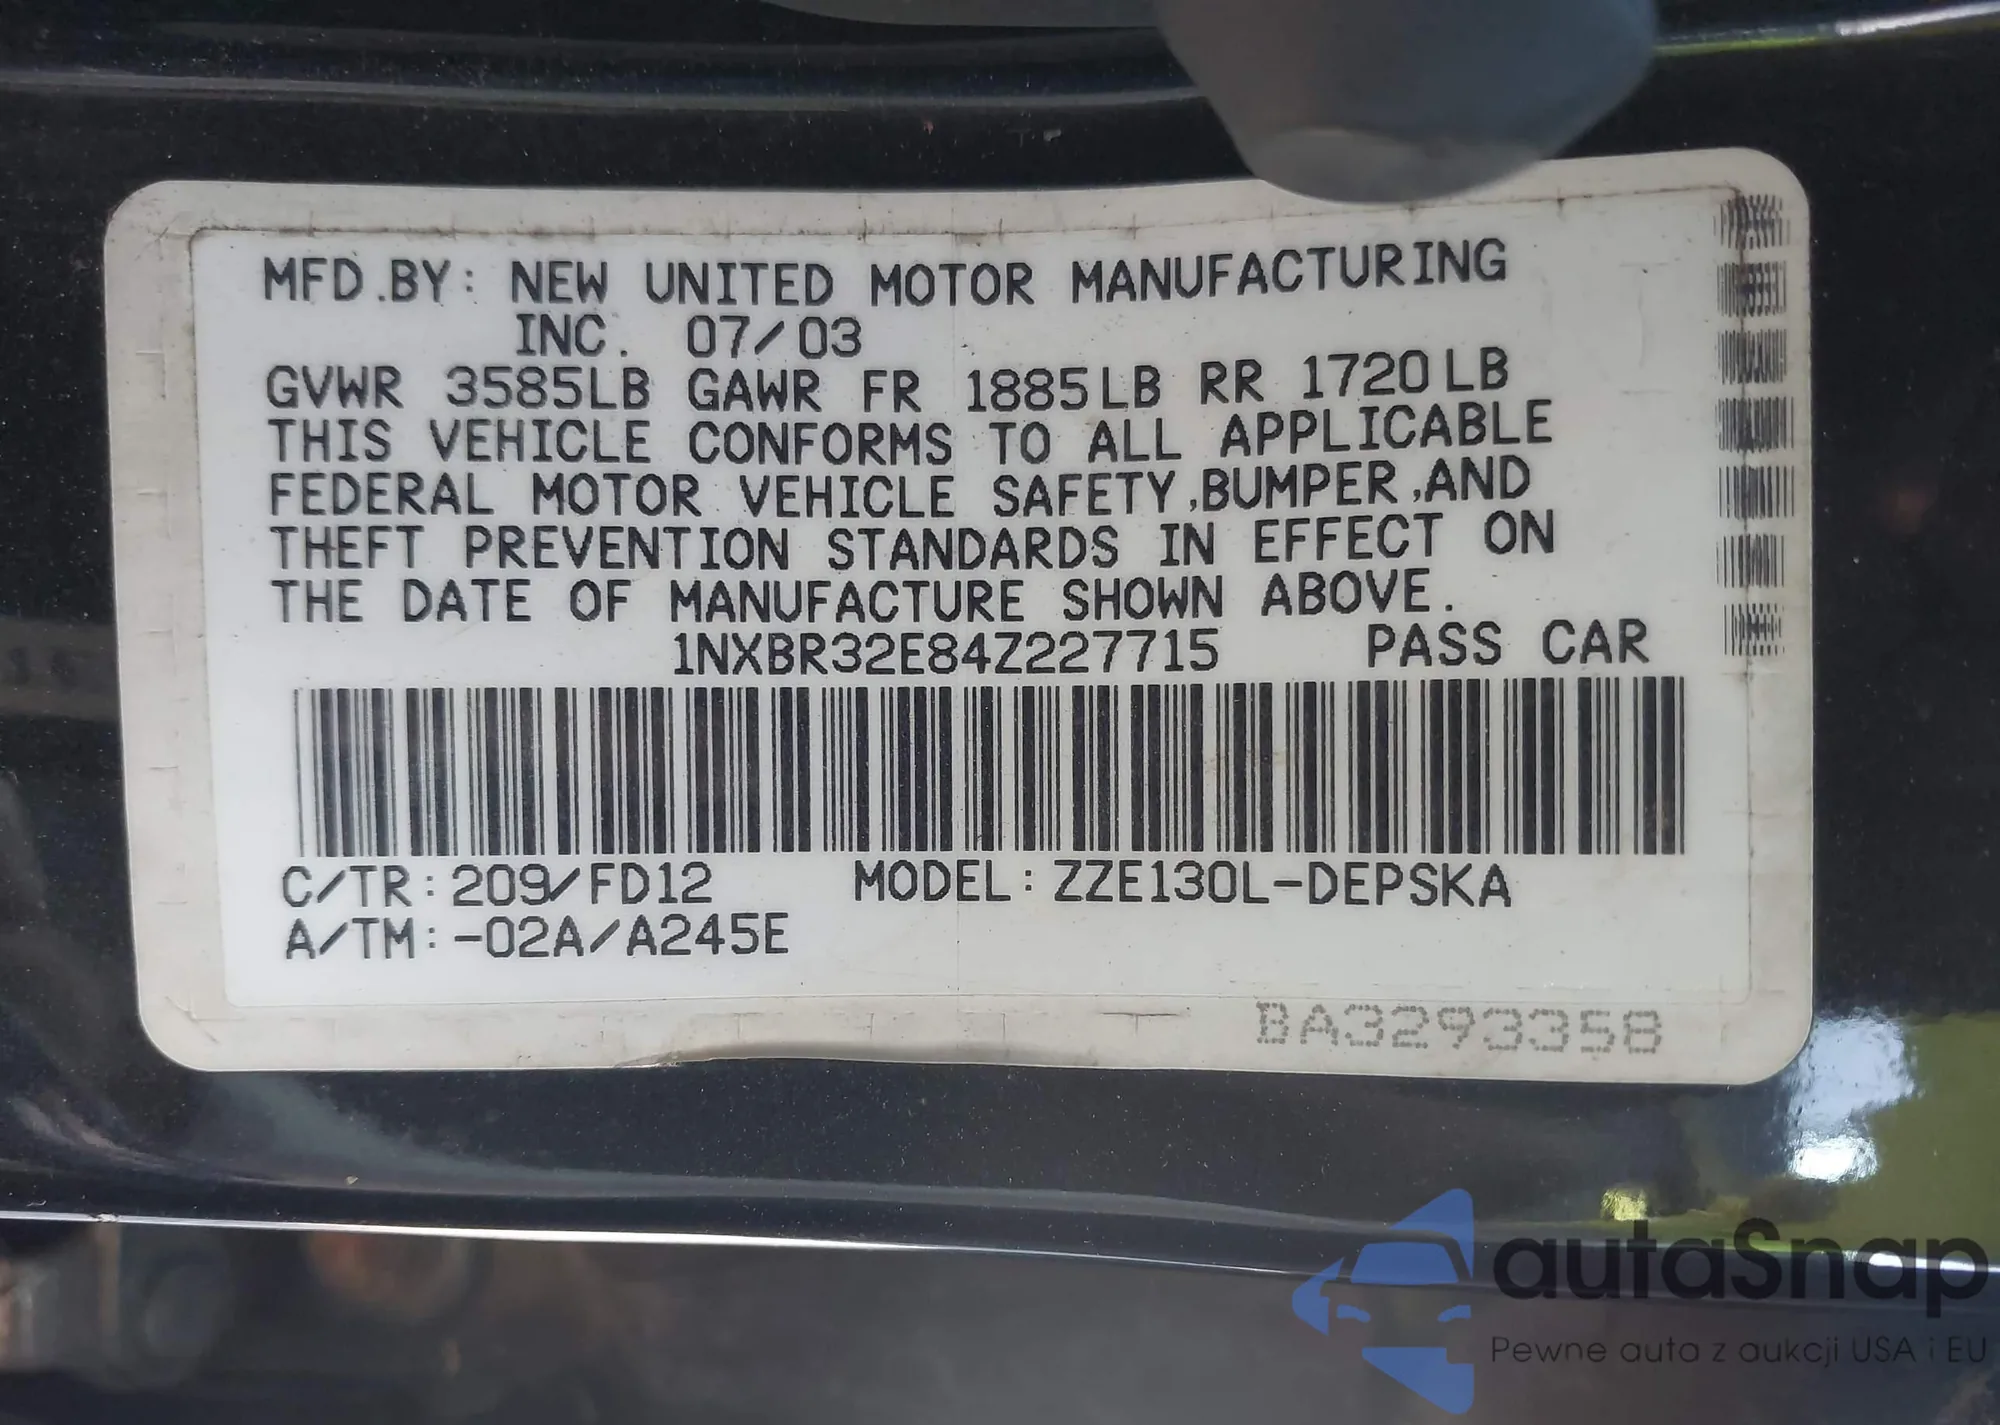 MFD.BY: NEW UNITED MOTOR MANUFACTURING
INC. 07/03
GVWR 3585LB GAWR FR 1885LB RR 1720LB
THIS VEHICLE CONFORMS TO ALL APPLICABLE
FEDERAL MOTOR VEHICLE SAFETY,BUMPER,AND
THEFT PREVENTION STANDARDS IN EFFECT ON
THE DATE OF MANUFACTURE SHOWN ABOVE.
1NXBR32E84Z227715 PASS CAR
C/TR:209/FD12 MODEL:ZZE130L-DEPSKA
A/TM:-02A/A245E
BA3293358
autoSnap
Pewne auto z aukcji USA i EU